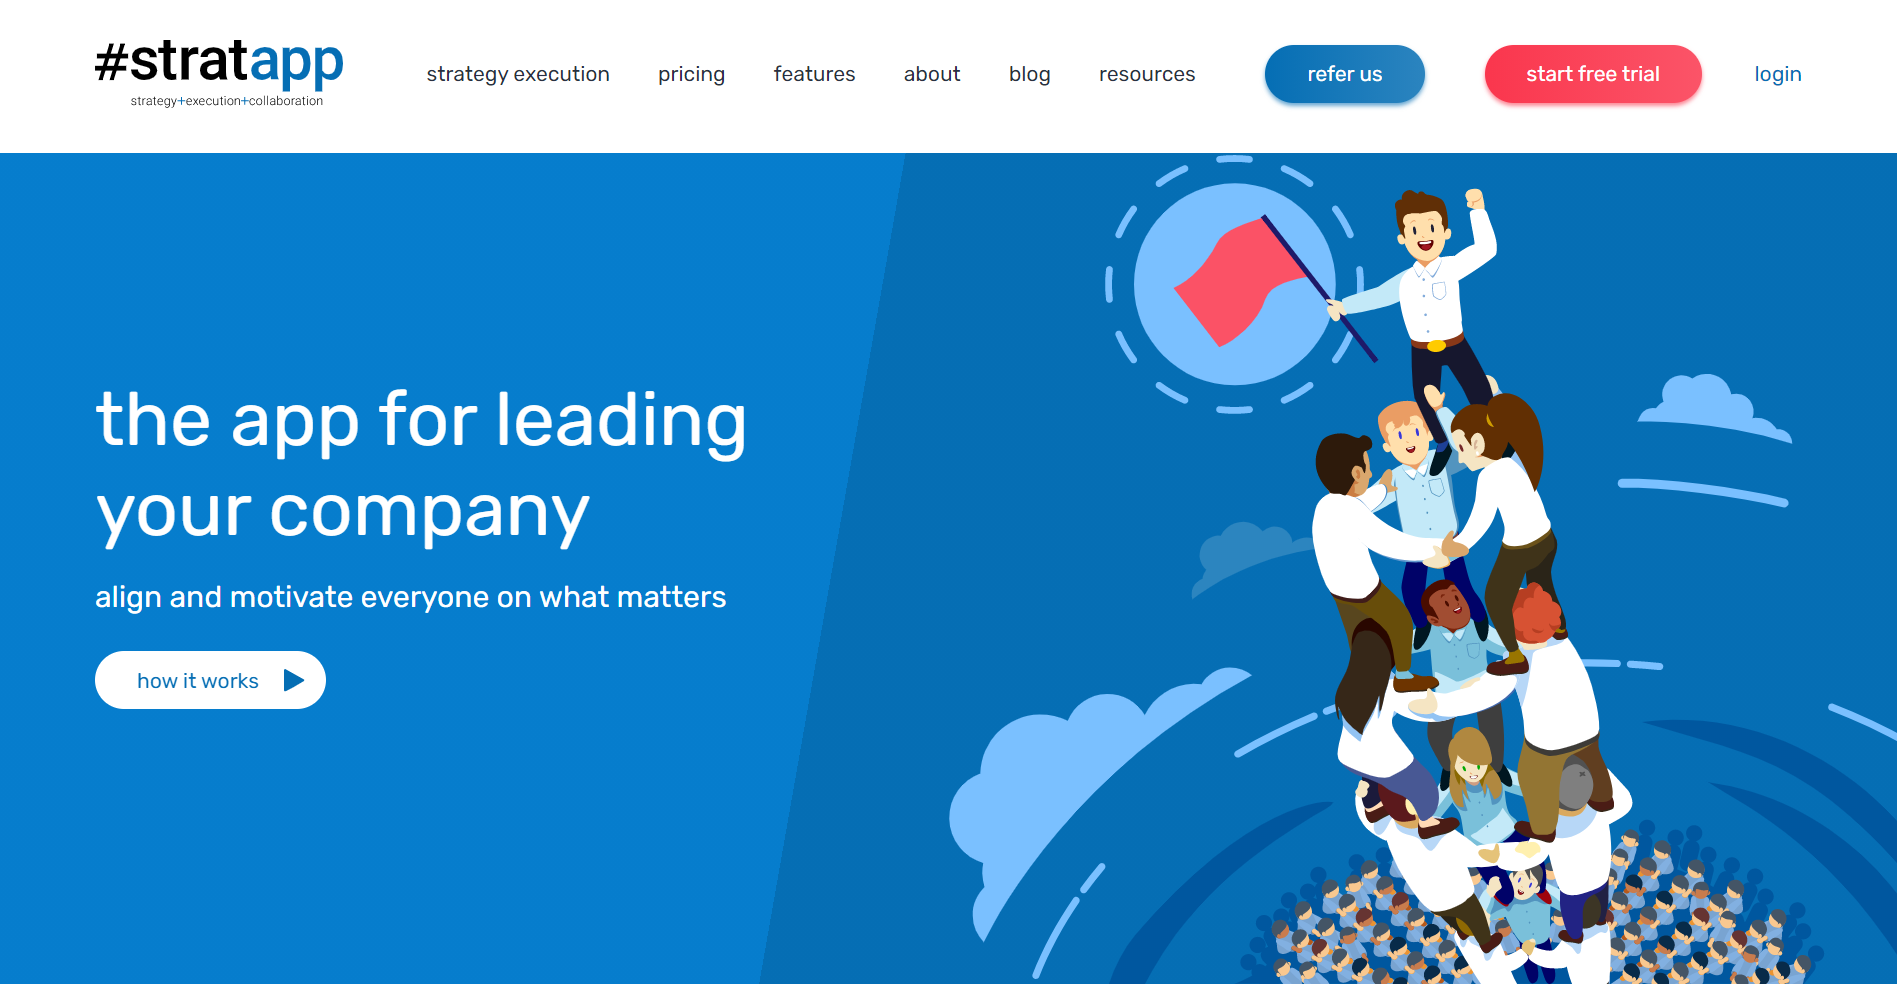 #stratapp
strategy+execution+collaboration
strategy execution
pricing
features
about
blog
resources
refer us
start free trial
login
the app for leading
your company
align and motivate everyone on what matters
how it works